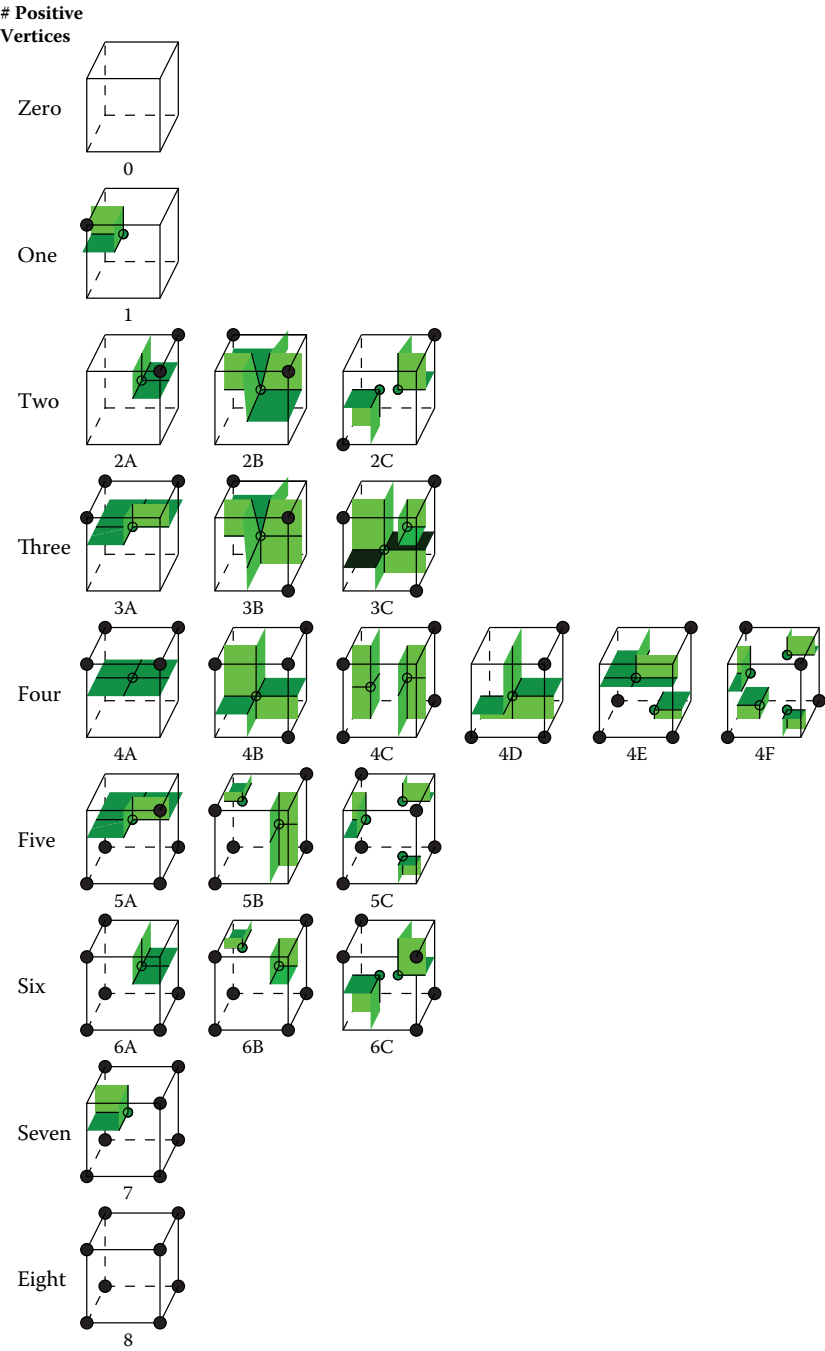 # Positive
Vertices
Zero
0
One
1
Two
2A 2B 2C
Three
3A 3B 3C
Four
4A 4B 4C 4D 4E 4F
Five
5A 5B 5C
Six
6A 6B 6C
Seven
7
Eight
8